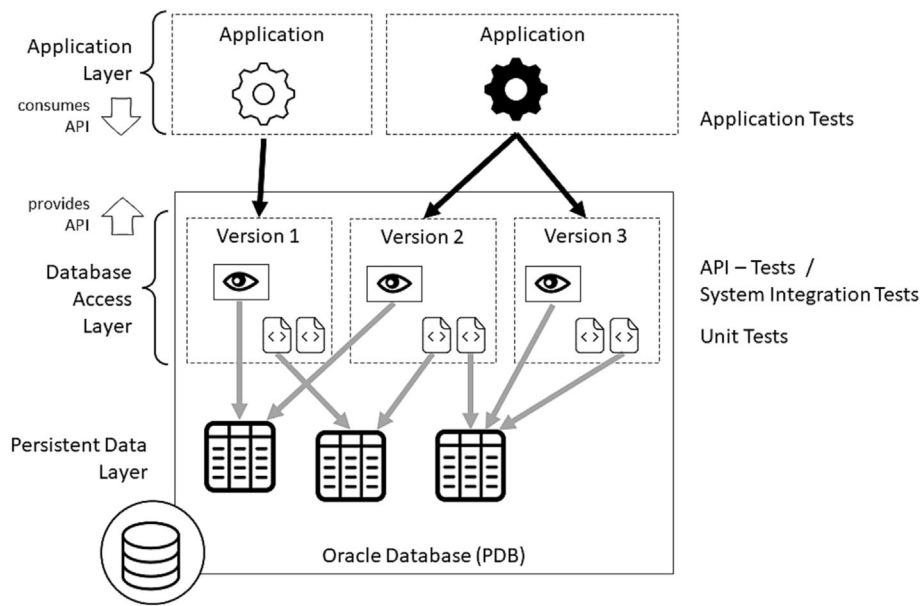 Application
Layer
consumes
API
Application
Application
Application Tests
provides
API
Database
Access
Layer
Version 1
Version 2
Version 3
<>
<>
<>
<>
<>
<>
API – Tests /
System Integration Tests
Unit Tests
Persistent Data
Layer
Oracle Database (PDB)